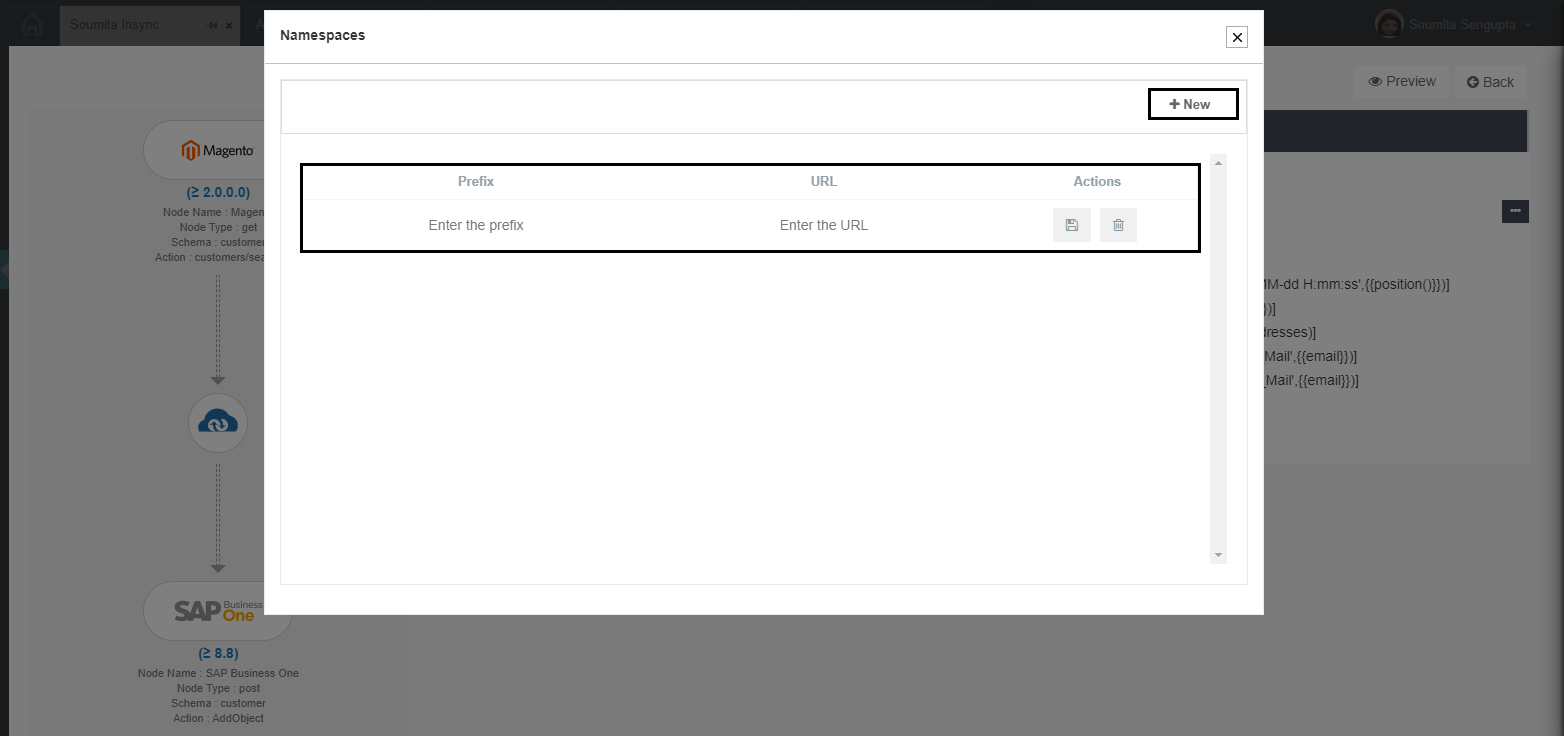 Soumita Insync
A
Soumita Sengupta
Namespaces
Preview
Back
New
Magento
(≥ 2.0.0.0)
Node Name : Magen
Node Type : get
Schema : customer
Action : customers/sea
Prefix URL Actions
Enter the prefix Enter the URL
MM-dd H:mm:ss',{{position()}})]
})]
dresses)]
_Mail',{{email}})]
_Mail',{{email}})]
SAP Business One
(≥ 8.8)
Node Name : SAP Business One
Node Type : post
Schema : customer
Action : AddObject